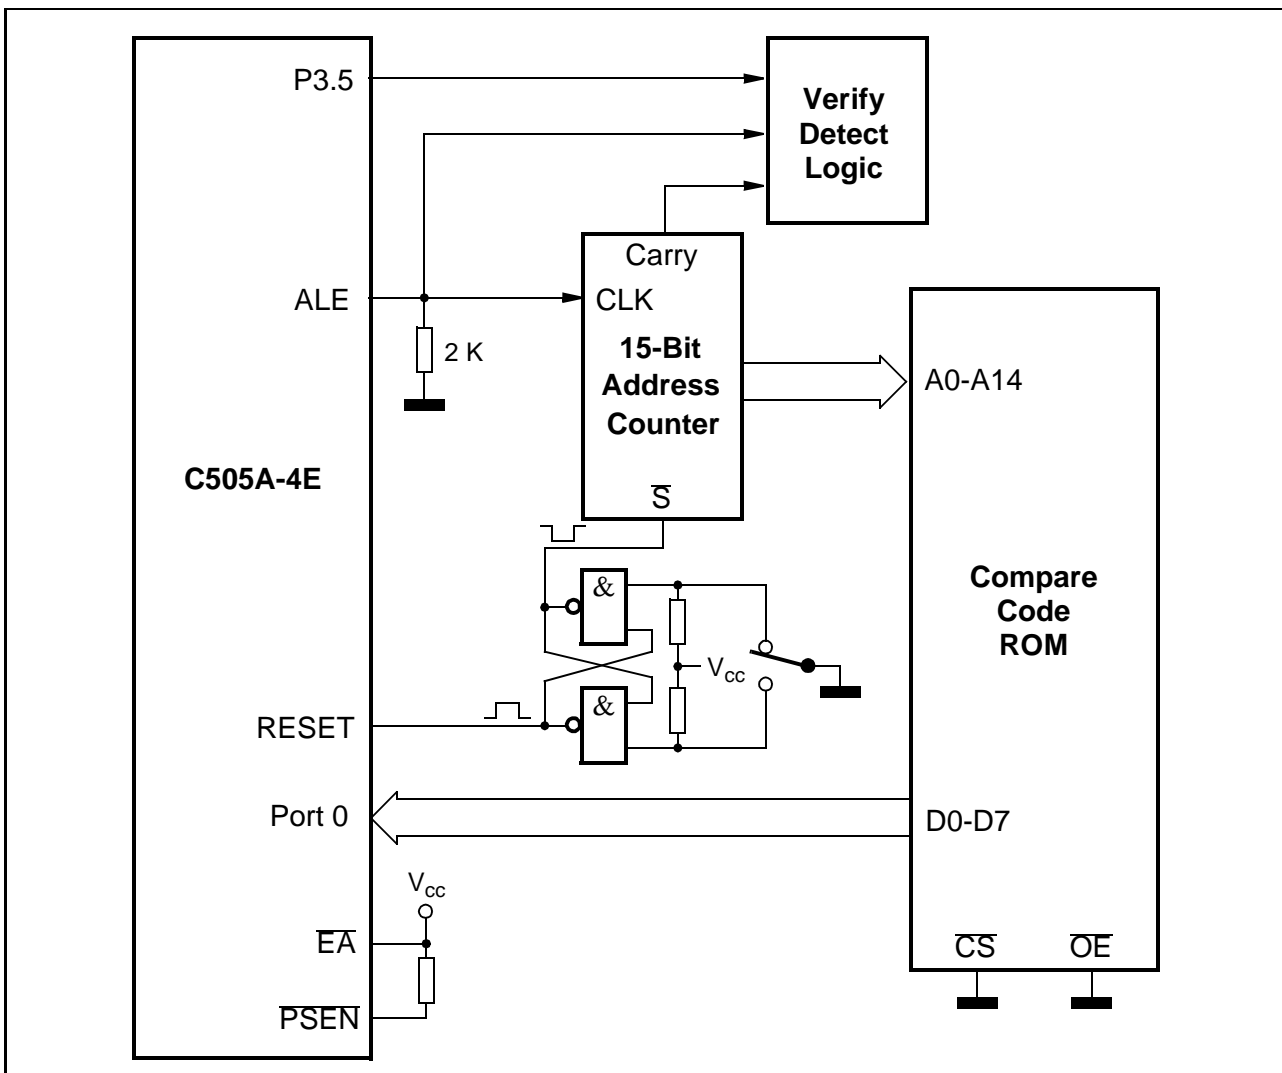 P3.5
Verify
Detect
Logic
Carry
ALE
CLK
2 K
15-Bit
Address
Counter
A0-A14
C505A-4E
S
&
Compare
Code
ROM
Vcc
&
RESET
Port 0
D0-D7
Vcc
EA
CS
OE
PSEN